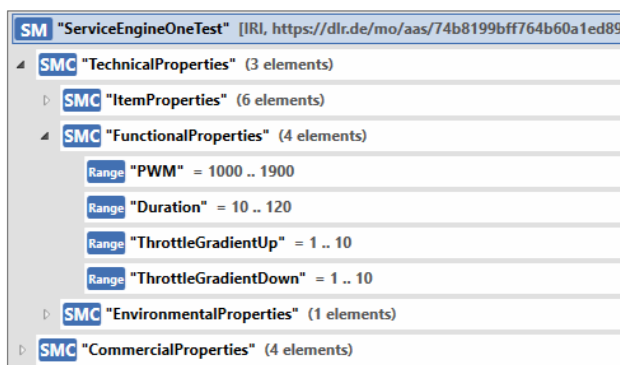 SM "ServiceEngineOneTest" [IRI, https://dlr.de/mo/aas/74b8199bff764b60a1ed89
SMC "TechnicalProperties" (3 elements)
SMC "ItemProperties" (6 elements)
SMC "FunctionalProperties" (4 elements)
Range "PWM" = 1000 .. 1900
Range "Duration" = 10 .. 120
Range "ThrottleGradientUp" = 1 .. 10
Range "ThrottleGradientDown" = 1 .. 10
SMC "EnvironmentalProperties" (1 elements)
SMC "CommercialProperties" (4 elements)